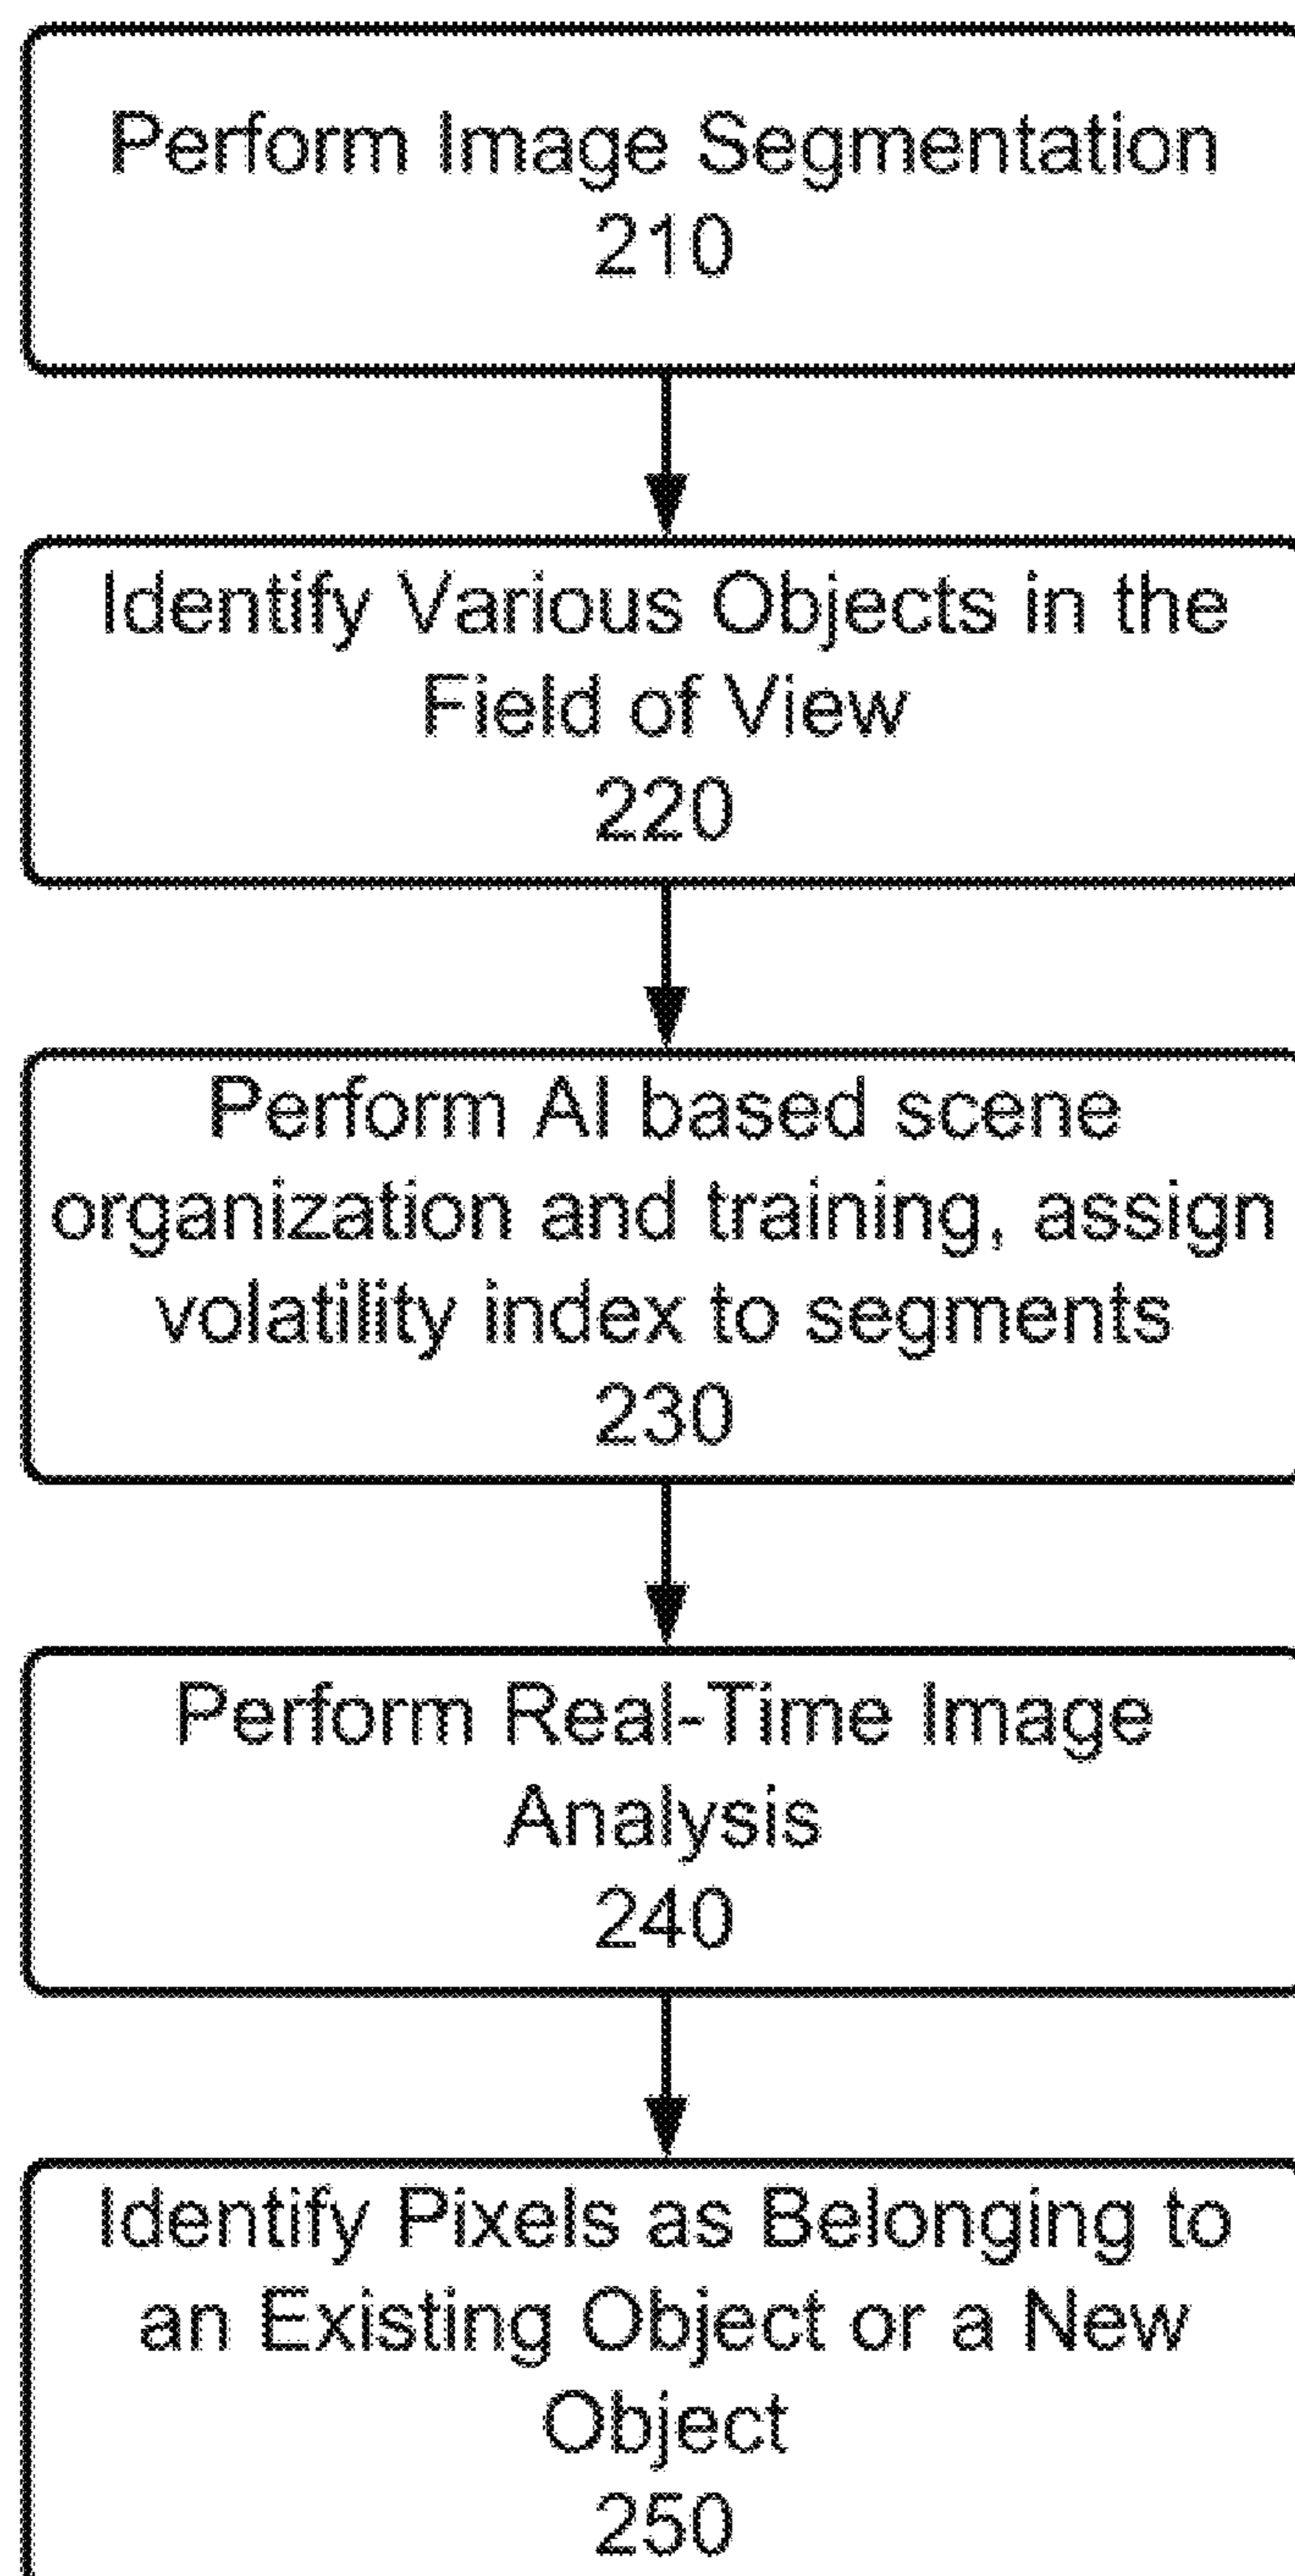 Perform Image Segmentation
210
Identify Various Objects in the
Field of View
220
Perform AI based scene
organization and training, assign
volatility index to segments
230
Perform Real-Time Image
Analysis
240
Identify Pixels as Belonging to
an Existing Object or a New
Object
250